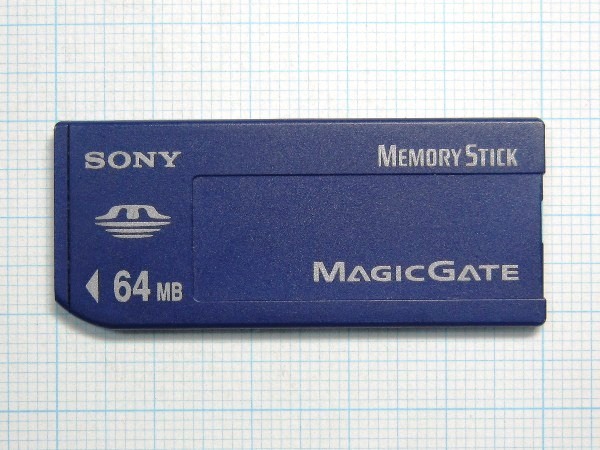 SONY
MEMORY STICK
MAGICGATE
64 MB